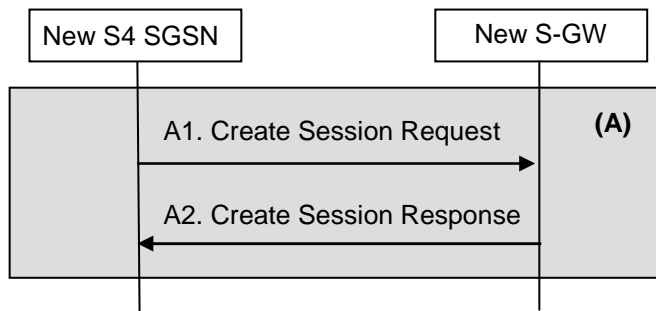 New S4 SGSN
New S-GW
(A)
A1. Create Session Request
A2. Create Session Response